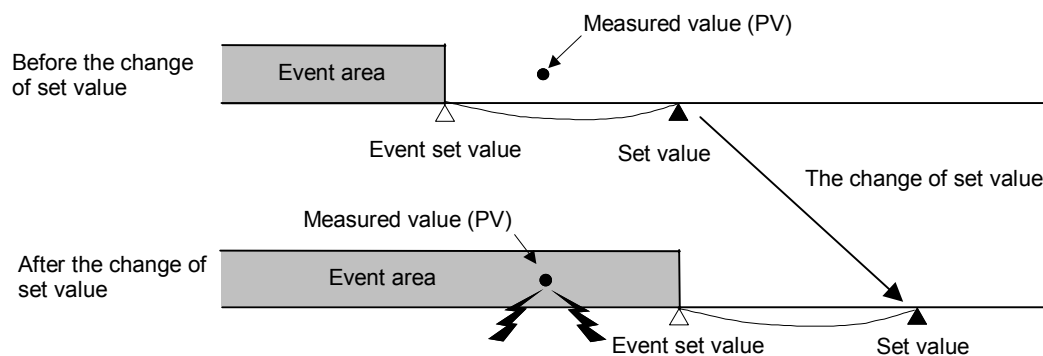 Measured value (PV)
Before the change
of set value
Event area
Event set value
Set value
The change of set value
Measured value (PV)
After the change of
set value
Event area
Event set value
Set value